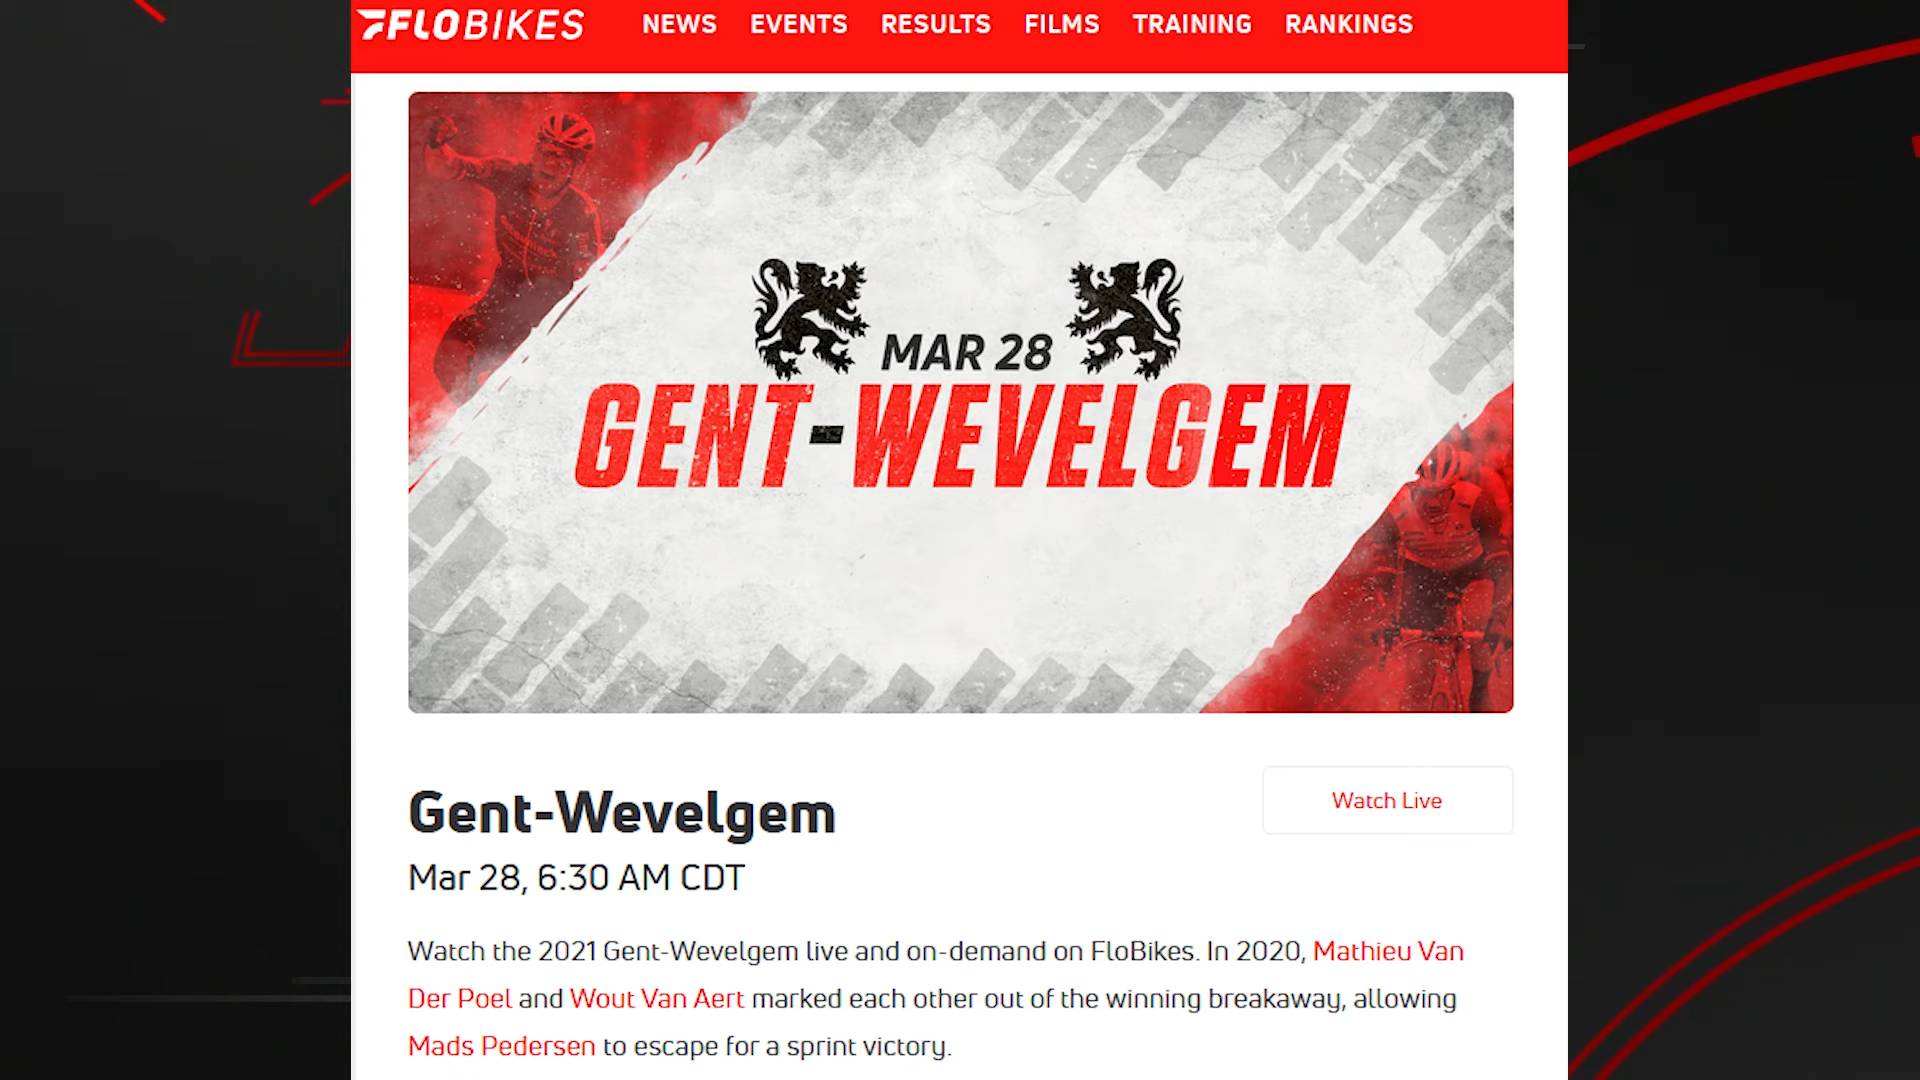 FLOBIKES NEWS EVENTS RESULTS FILMS TRAINING RANKINGS
MAR 28
GENT-WEVELGEM
Gent-Wevelgem
Watch Live
Mar 28, 6:30 AM CDT
Watch the 2021 Gent-Wevelgem live and on-demand on FloBikes. In 2020, Mathieu Van
Der Poel and Wout Van Aert marked each other out of the winning breakaway, allowing
Mads Pedersen to escape for a sprint victory.